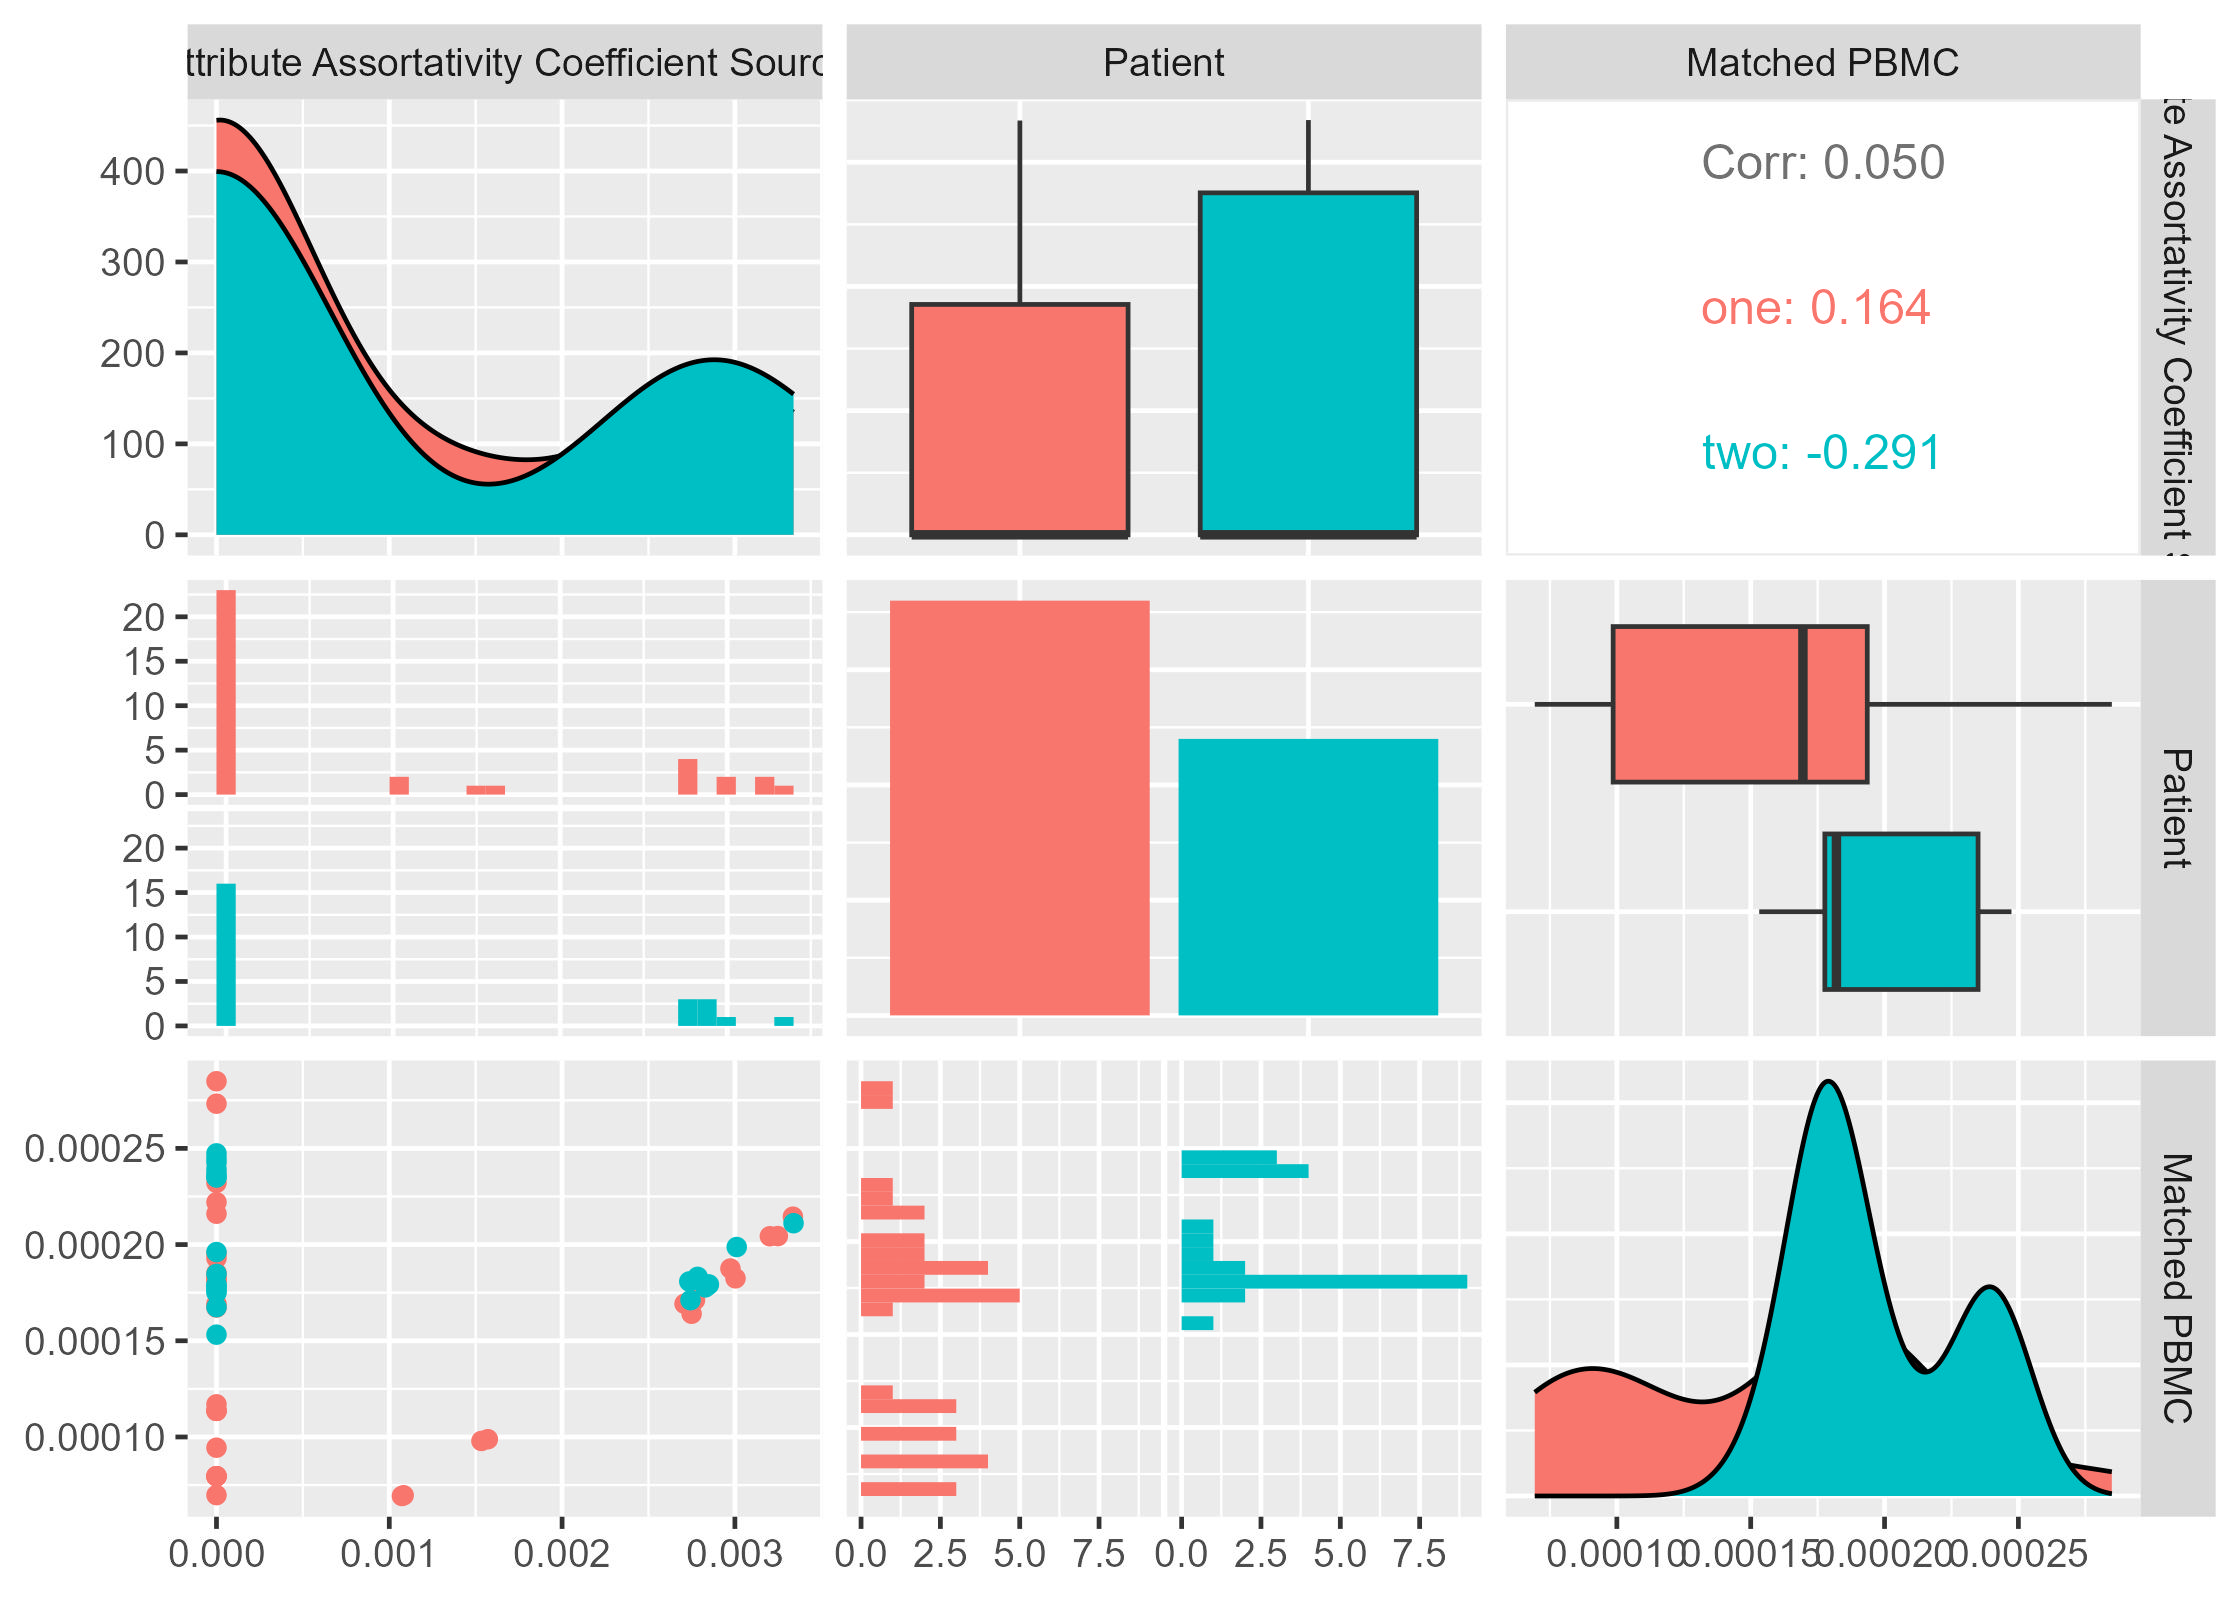 ttribute Assortativity Coefficient Sourc
Patient
Matched PBMC
400
300
200
100
0
Corr: 0.050
one: 0.164
two: -0.291
te Assortativity Coefficient
20
15
10
5
0
20
15
10
5
0
Patient
0.00025
0.00020
0.00015
0.00010
Matched PBMC
0.000 0.001 0.002 0.003
0.0 2.5 5.0 7.5 0.0 2.5 5.0 7.5
0.00010 0.00015 0.00020 0.00025